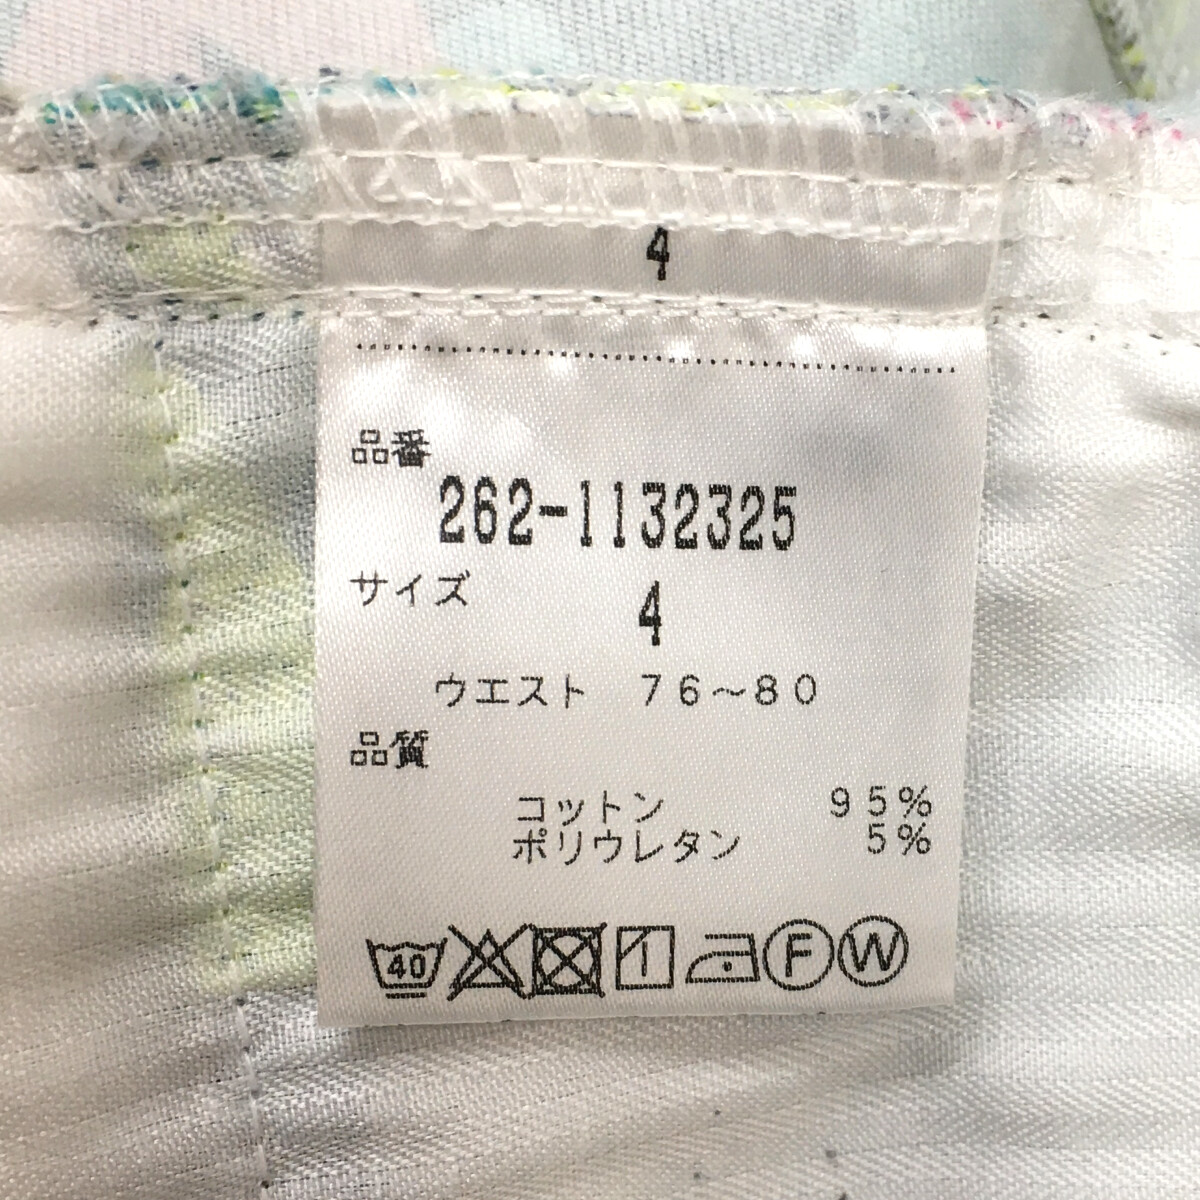 4
品番
262-1132325
サイズ
4
ウエスト 76～80
品質
コットン 95%
ポリウレタン 5%
40 F W